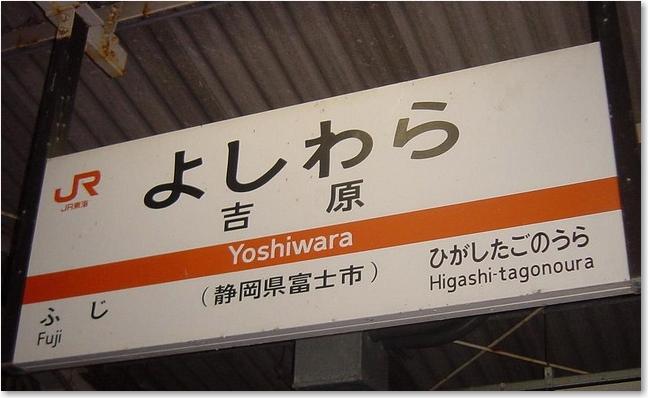 JR
JR東海
よしわら
吉原
Yoshiwara
(静岡県富士市)
ふじ
Fuji
ひがしたごのうら
Higashi-tagonoura